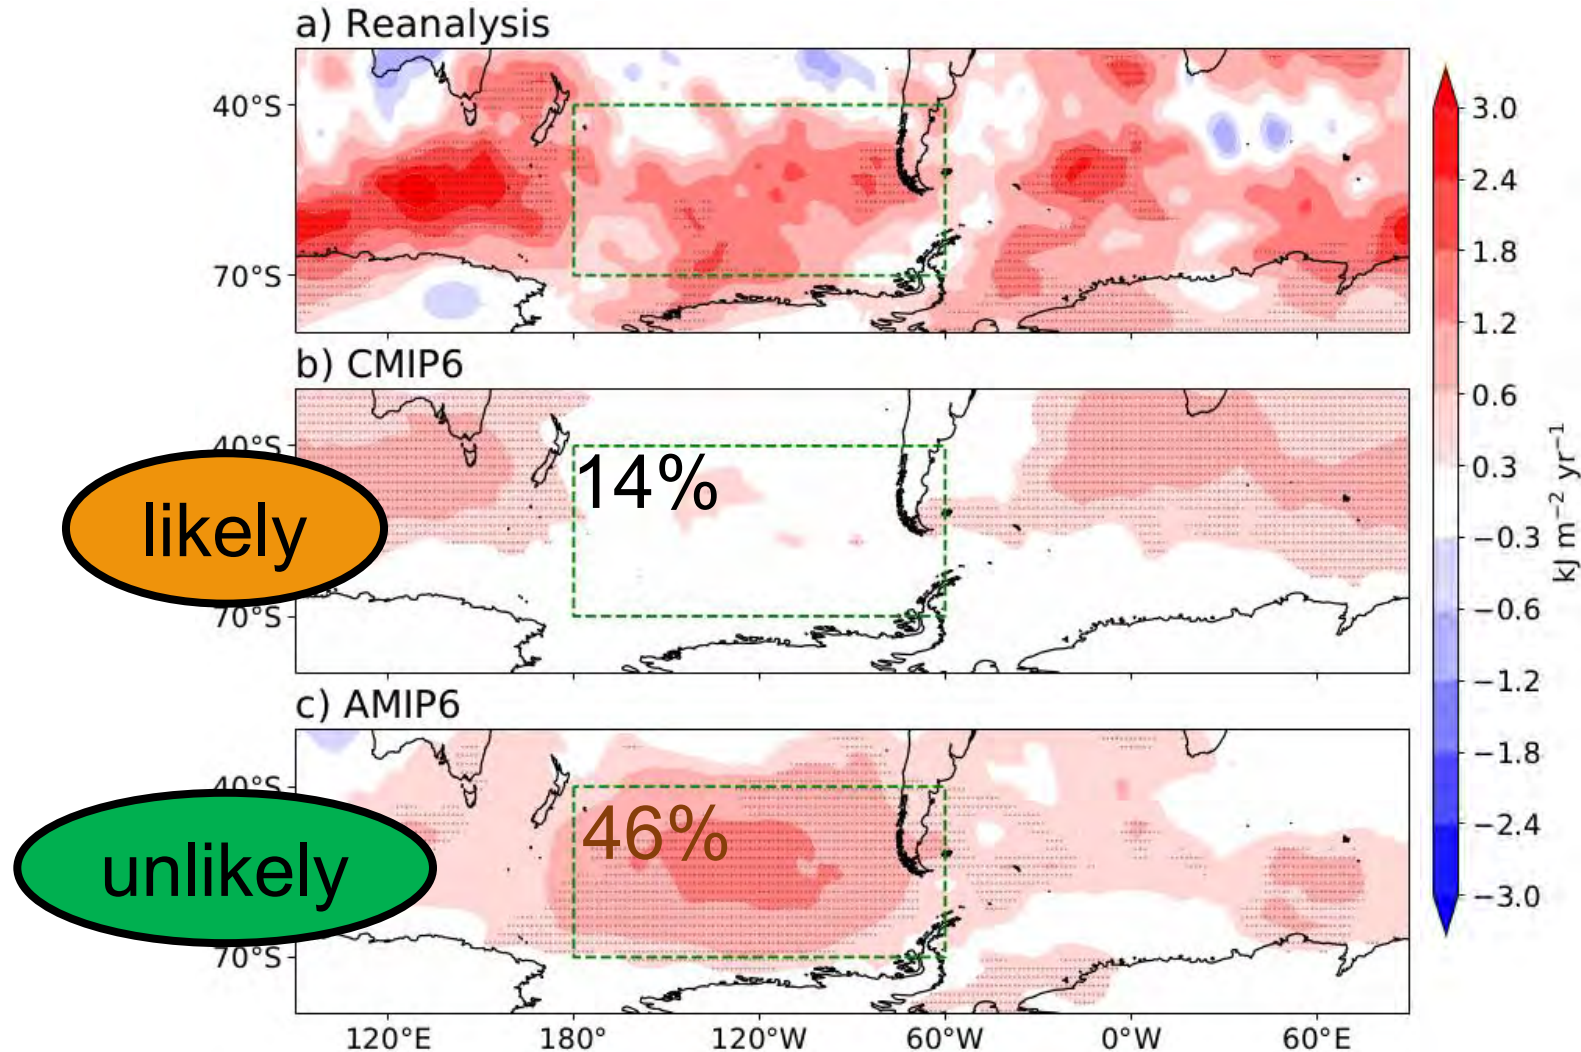 a) Reanalysis
40°S
70°S
b) CMIP6
40°S
14%
likely
70°S
c) AMIP6
40°S
46%
unlikely
70°S
120°E 180° 120°W 60°W 0°W 60°E
3.0
2.4
1.8
1.2
0.6
0.3
−0.3
−0.6
−1.2
−1.8
−2.4
−3.0
kJ m⁻² yr⁻¹